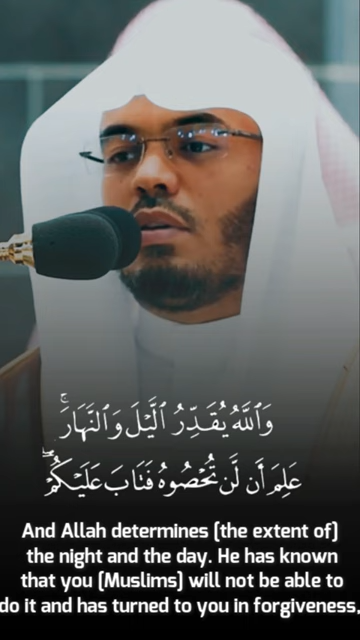 وَٱللَّهُ يُقَدِّرُ ٱلَّيۡلَ وَٱلنَّهَارَۚ
عَلِمَ أَن لَّن تُحۡصُوهُ فَتَابَ عَلَيۡكُمۡۖ
And Allah determines [the extent of]
the night and the day. He has known
that you [Muslims] will not be able to
do it and has turned to you in forgiveness,